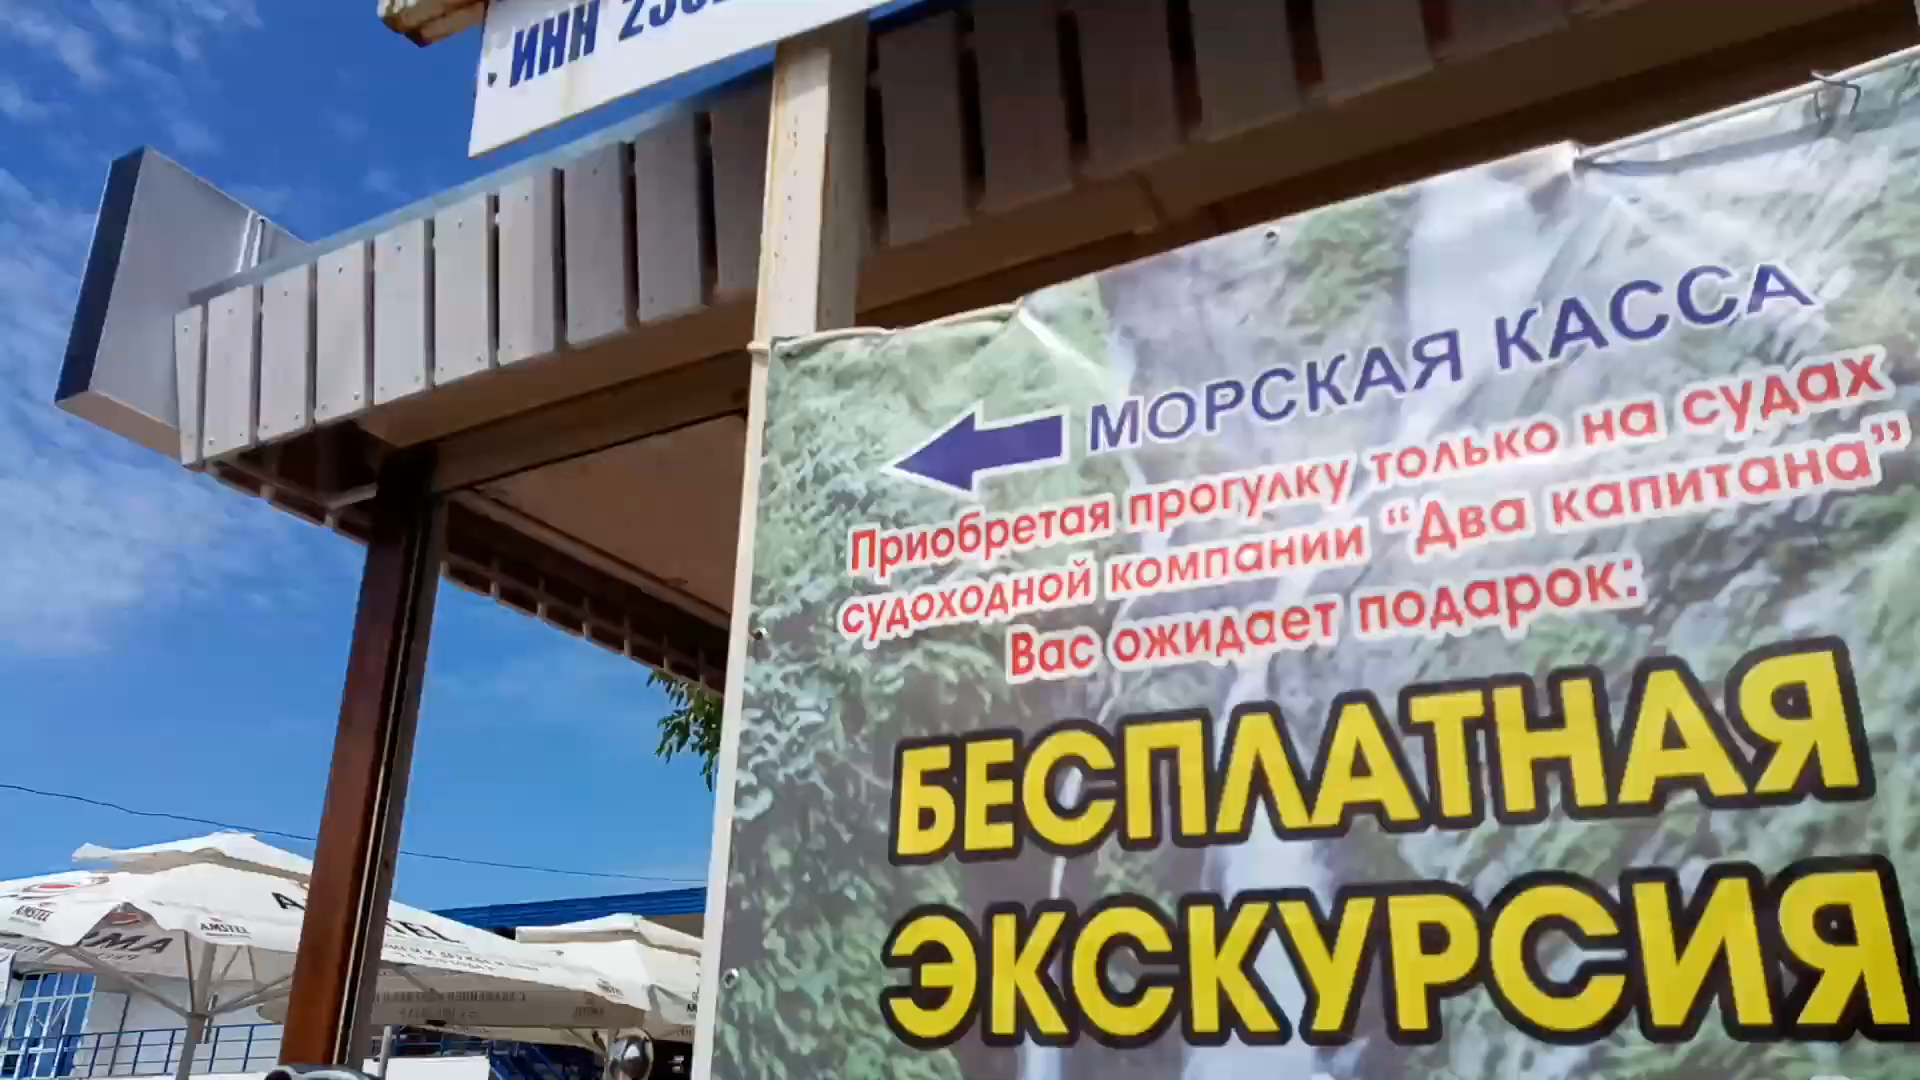 ИНН
МОРСКАЯ КАССА
Приобретая прогулку только на судах
судоходной компании “Два капитана”
Вас ожидает подарок:
БЕСПЛАТНАЯ
ЭКСКУРСИЯ
AMSTEL
AMSTEL